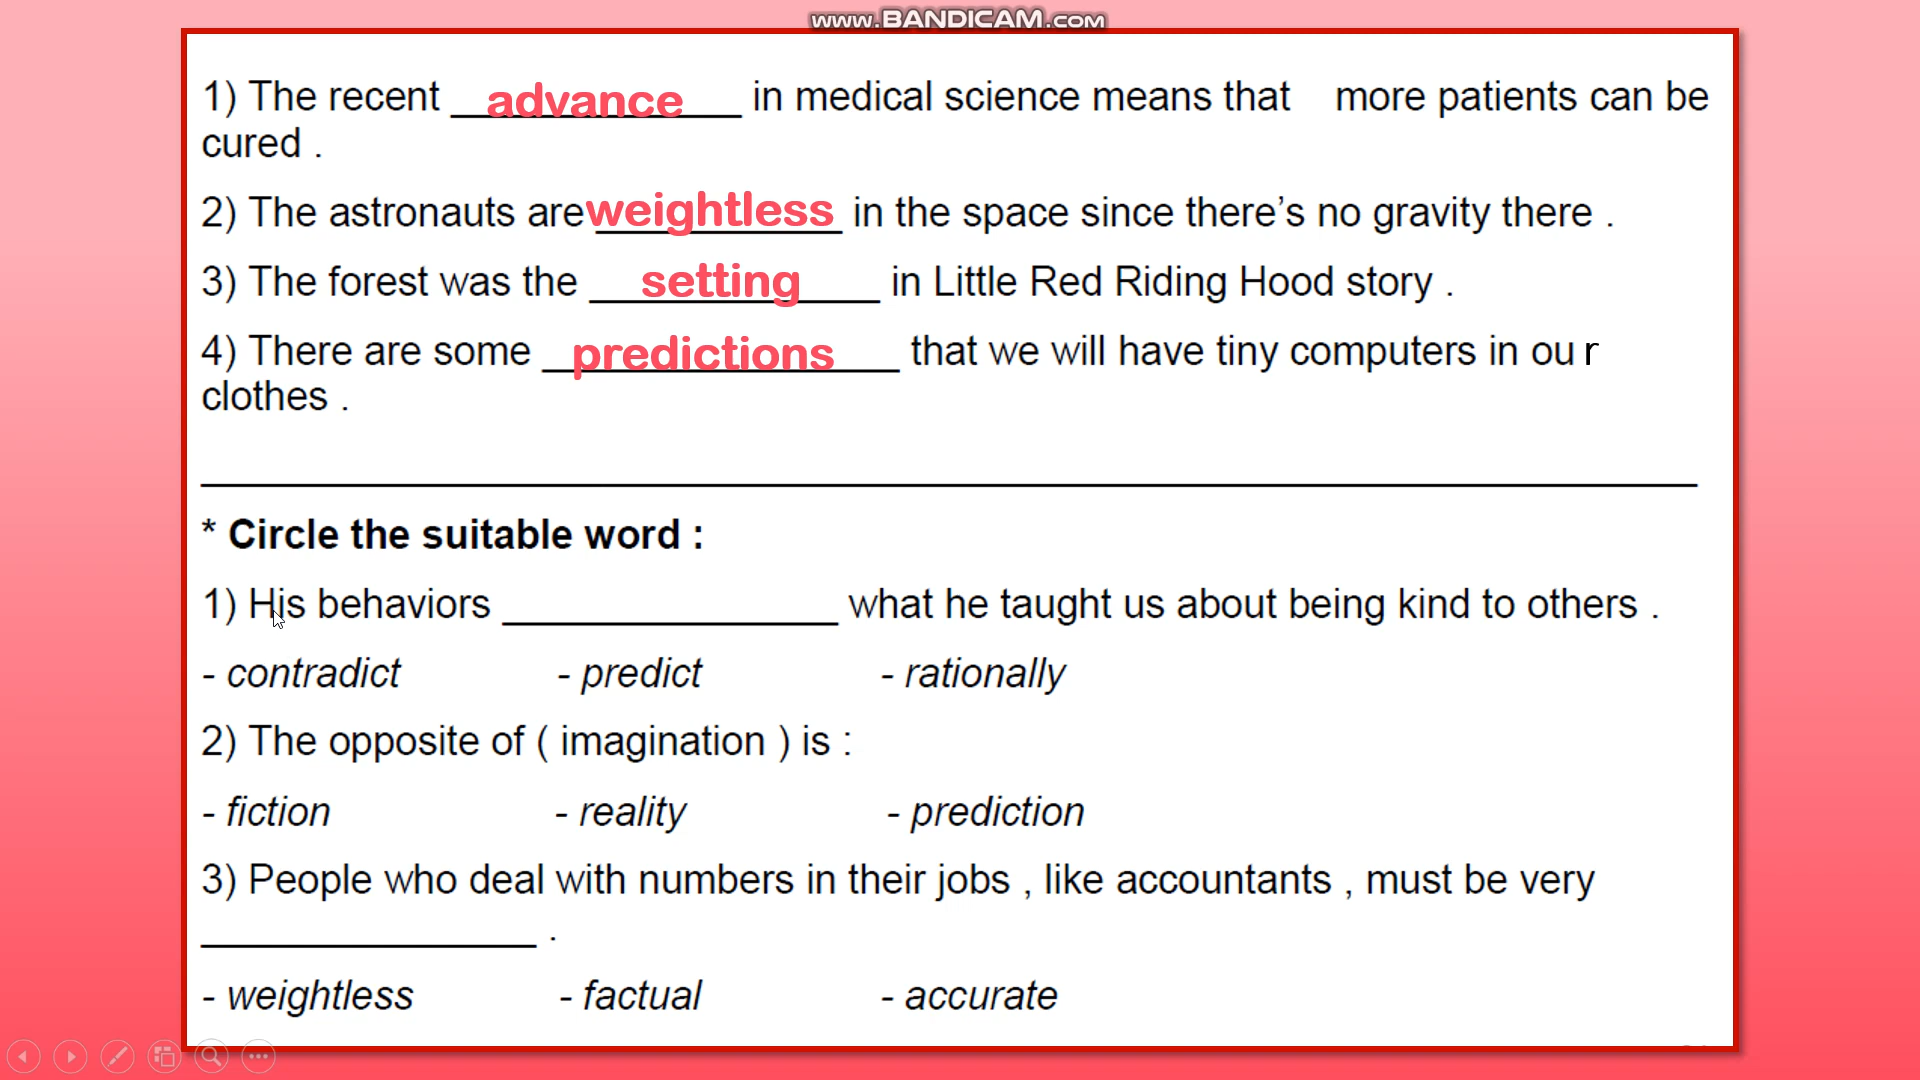 www.BANDICAM.com
1) The recent advance in medical science means that more patients can be
cured .
2) The astronauts are weightless in the space since there's no gravity there .
3) The forest was the setting in Little Red Riding Hood story .
4) There are some predictions that we will have tiny computers in ou r
clothes .
* Circle the suitable word :
1) His behaviors ______________ what he taught us about being kind to others .
- contradict - predict - rationally
2) The opposite of ( imagination ) is :
- fiction - reality - prediction
3) People who deal with numbers in their jobs , like accountants , must be very
______________ .
- weightless - factual - accurate